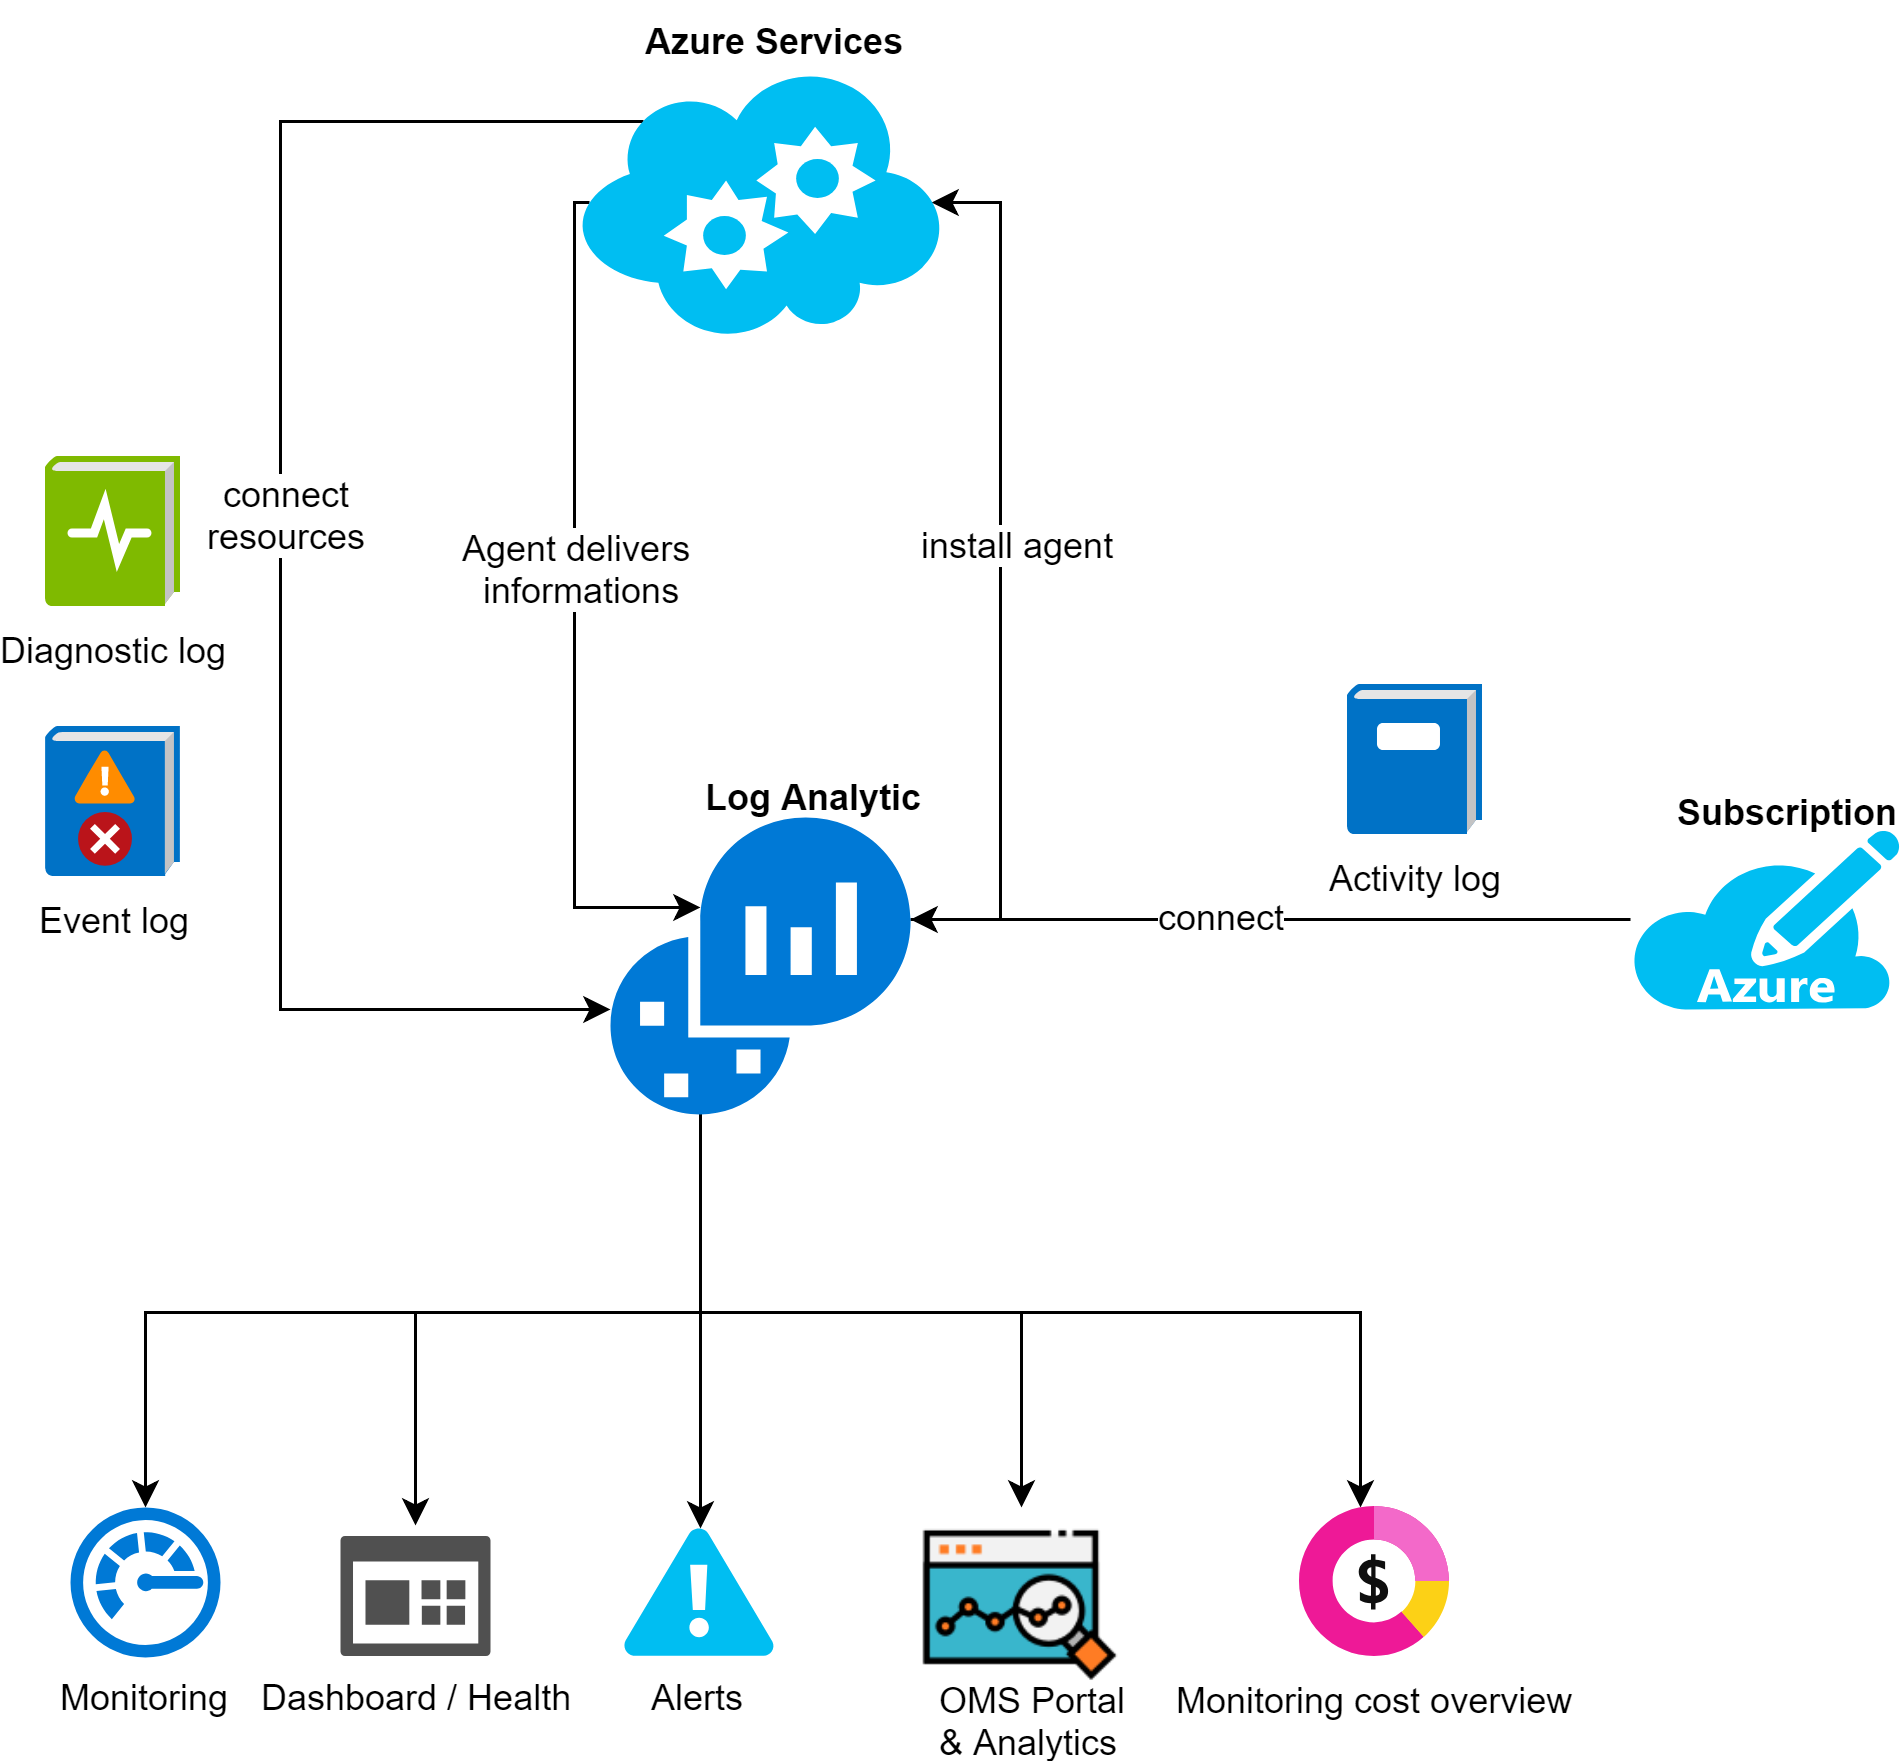 Azure Services
connect
resources
Agent delivers
informations
install agent
Diagnostic log
Event log
Log Analytic
Activity log
connect
Subscription
Azure
$
Monitoring
Dashboard / Health
Alerts
OMS Portal
& Analytics
Monitoring cost overview